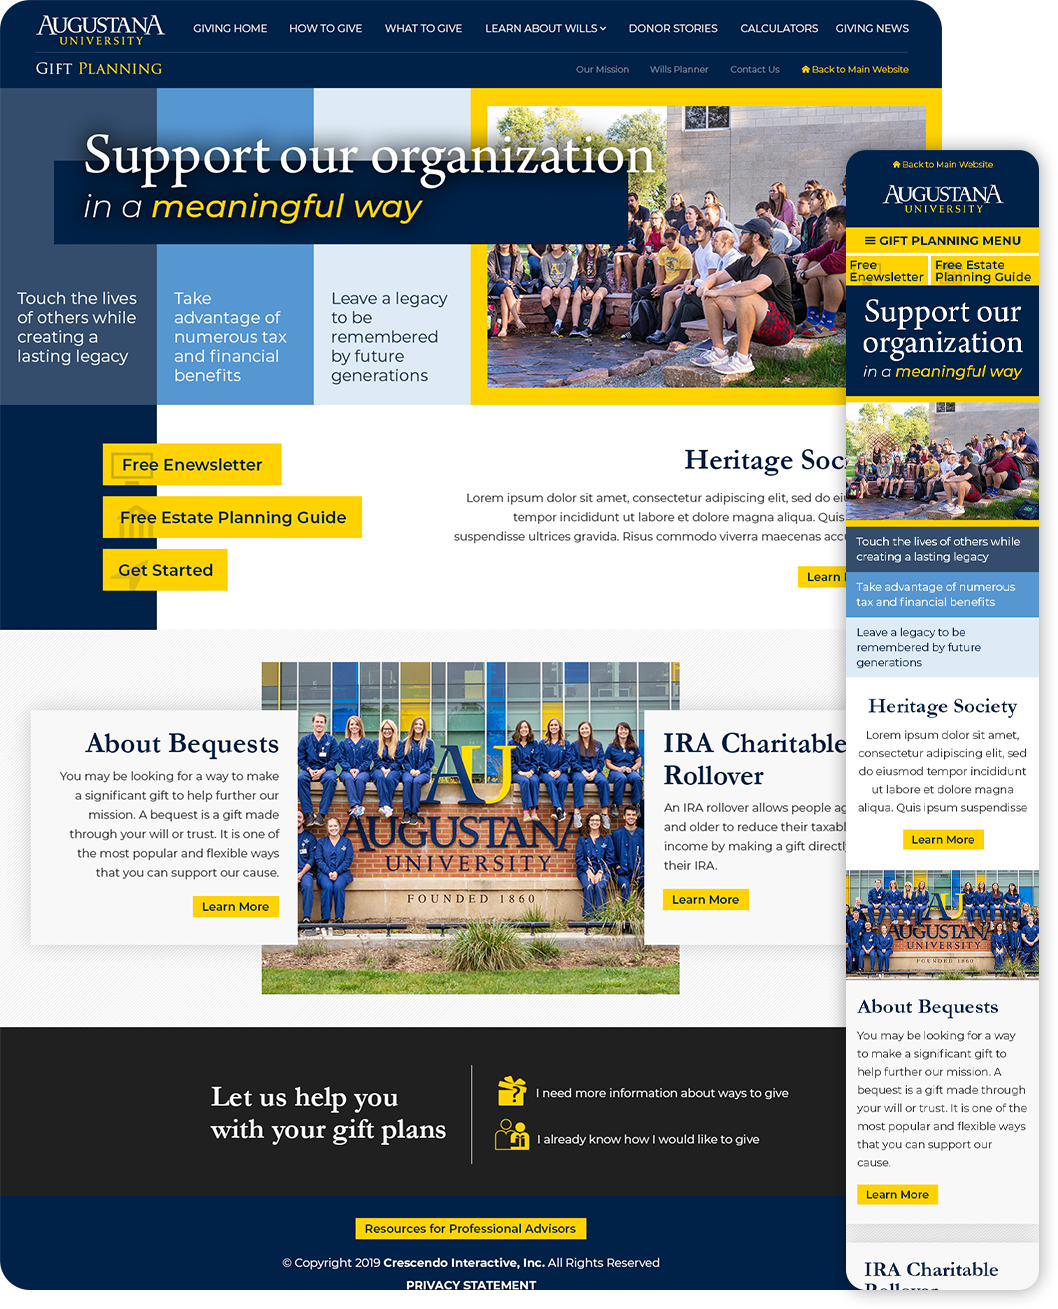 AUGUSTANA
UNIVERSITY
GIFT PLANNING
GIVING HOME HOW TO GIVE WHAT TO GIVE LEARN ABOUT WILLS DONOR STORIES CALCULATORS GIVING NEWS
Our Mission Wills Planner Contact Us Back to Main Website
Support our organization
in a meaningful way
Touch the lives
of others while
creating a
lasting legacy
Take
advantage of
numerous tax
and financial
benefits
Leave a legacy
to be
remembered
by future
generations
Free Enewsletter
Free Estate Planning Guide
Get Started
Heritage Soc
Lorem ipsum dolor sit amet, consectetur adipiscing elit, sed do
tempor incididunt ut labore et dolore magna aliqua. Quis
suspendisse ultrices gravida. Risus commodo viverra maecenas
Learn
About Bequests
You may be looking for a way to make
a significant gift to help further our
mission. A bequest is a gift made
through your will or trust. It is one of
the most popular and flexible ways
that you can support our cause.
Learn More
AU
AUGUSTANA
UNIVERSITY
FOUNDED 1860
IRA Charitable
Rollover
An IRA rollover allows people
and older to reduce their
income by making a gift
their IRA.
Learn More
Let us help you
with your gift plans
I need more information about ways to give
I already know how I would like to give
Resources for Professional Advisors
© Copyright 2019 Crescendo Interactive, Inc. All Rights Reserved
PRIVACY STATEMENT
Back to Main Website
AUGUSTANA
UNIVERSITY
GIFT PLANNING MENU
Free
Enewsletter
Free Estate
Planning Guide
Support our
organization
in a meaningful way
Touch the lives of others while
creating a lasting legacy
Take advantage of numerous
tax and financial benefits
Leave a legacy to be
remembered by future
generations
Heritage Society
Lorem ipsum dolor sit amet,
consectetur adipiscing elit, sed
do eiusmod tempor incididunt
ut labore et dolore magna
aliqua. Quis ipsum suspendisse
Learn More
AU
AUGUSTANA
UNIVERSITY
FOUNDED 1860
About Bequests
You may be looking for a way
to make a significant gift to
help further our mission. A
bequest is a gift made through
your will or trust. It is one of the
most popular and flexible ways
that you can support our
cause.
Learn More
IRA Charitable
Rollover